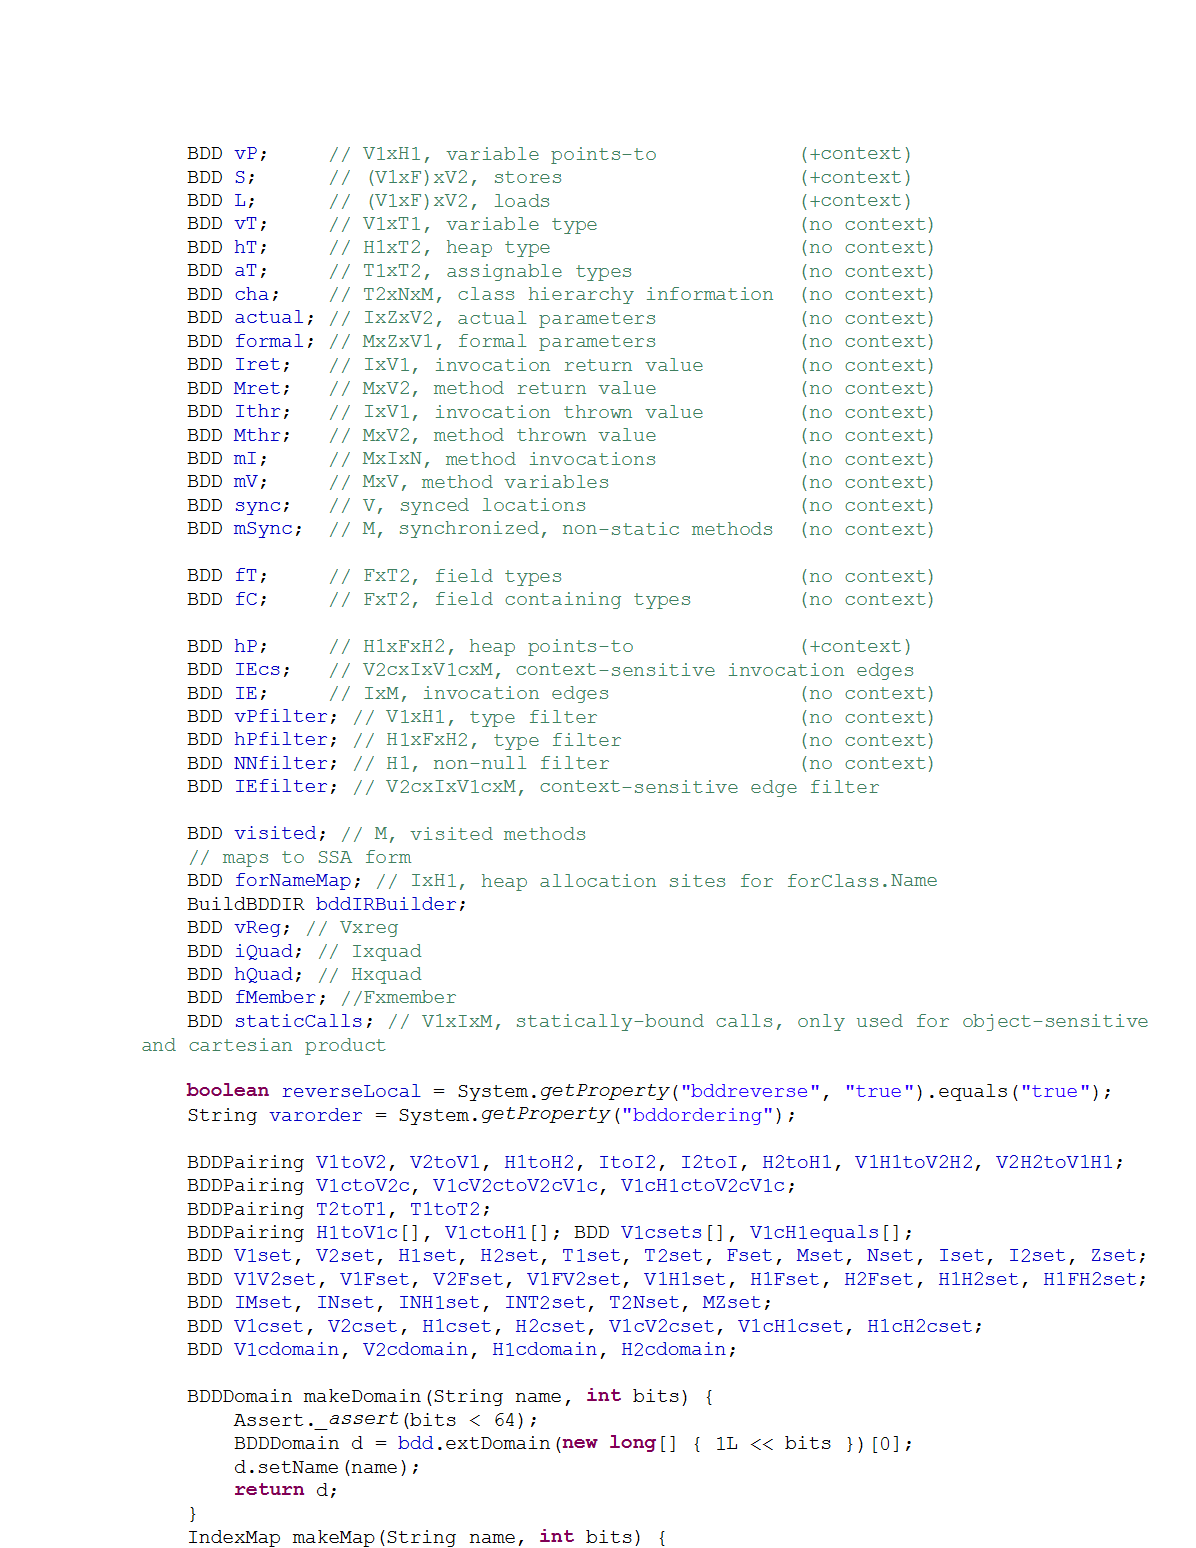 BDD vP;     // V1xH1, variable points-to            (+context)
BDD S;      // (V1xF)xV2, stores                    (+context)
BDD L;      // (V1xF)xV2, loads                     (+context)
BDD vT;     // V1xT1, variable type                 (no context)
BDD hT;     // H1xT2, heap type                     (no context)
BDD aT;     // T1xT2, assignable types              (no context)
BDD cha;    // T2xNxM, class hierarchy information  (no context)
BDD actual; // IxZxV2, actual parameters            (no context)
BDD formal; // MxZxV1, formal parameters            (no context)
BDD Iret;   // IxV1, invocation return value        (no context)
BDD Mret;   // MxV2, method return value            (no context)
BDD Ithr;   // IxV1, invocation thrown value        (no context)
BDD Mthr;   // MxV2, method thrown value            (no context)
BDD mI;     // MxIxN, method invocations            (no context)
BDD mV;     // MxV, method variables                (no context)
BDD sync;   // V, synced locations                  (no context)
BDD mSync;  // M, synchronized, non-static methods  (no context)
BDD fT;     // FxT2, field types                    (no context)
BDD fC;     // FxT2, field containing types         (no context)
BDD hP;     // H1xFxH2, heap points-to              (+context)
BDD IEcs;   // V2cxIxV1cxM, context-sensitive invocation edges
BDD IE;     // IxM, invocation edges                (no context)
BDD vPfilter; // V1xH1, type filter                 (no context)
BDD hPfilter; // H1xFxH2, type filter               (no context)
BDD NNfilter; // H1, non-null filter                (no context)
BDD IEfilter; // V2cxIxV1cxM, context-sensitive edge filter
BDD visited; // M, visited methods
// maps to SSA form
BDD forNameMap; // IxH1, heap allocation sites for forClass.Name
BuildBDDIR bddIRBuilder;
BDD vReg; // Vxreg
BDD iQuad; // Ixquad
BDD hQuad; // Hxquad
BDD fMember; //Fxmember
BDD staticCalls; // V1xIxM, statically-bound calls, only used for object-sensitive
and cartesian product
boolean reverseLocal = System.getProperty("bddreverse", "true").equals("true");
String varorder = System.getProperty("bddordering");
BDDPairing V1toV2, V2toV1, H1toH2, ItoI2, I2toI, H2toH1, V1H1toV2H2, V2H2toV1H1;
BDDPairing V1ctoV2c, V1cV2ctoV2cV1c, V1cH1ctoV2cV1c;
BDDPairing T2toT1, T1toT2;
BDDPairing H1toV1c[], V1ctoH1[]; BDD V1csets[], V1cH1equals[];
BDD V1set, V2set, H1set, H2set, T1set, T2set, Fset, Mset, Nset, Iset, I2set, Zset;
BDD V1V2set, V1Fset, V2Fset, V1FV2set, V1H1set, H1Fset, H2Fset, H1H2set, H1FH2set;
BDD IMset, INset, INH1set, INT2set, T2Nset, MZset;
BDD V1cset, V2cset, H1cset, H2cset, V1cV2cset, V1cH1cset, H1cH2cset;
BDD V1cdomain, V2cdomain, H1cdomain, H2cdomain;
BDDDomain makeDomain(String name, int bits) {
    Assert._assert(bits < 64);
    BDDDomain d = bdd.extDomain(new long[] { 1L << bits })[0];
    d.setName(name);
    return d;
}
IndexMap makeMap(String name, int bits) {